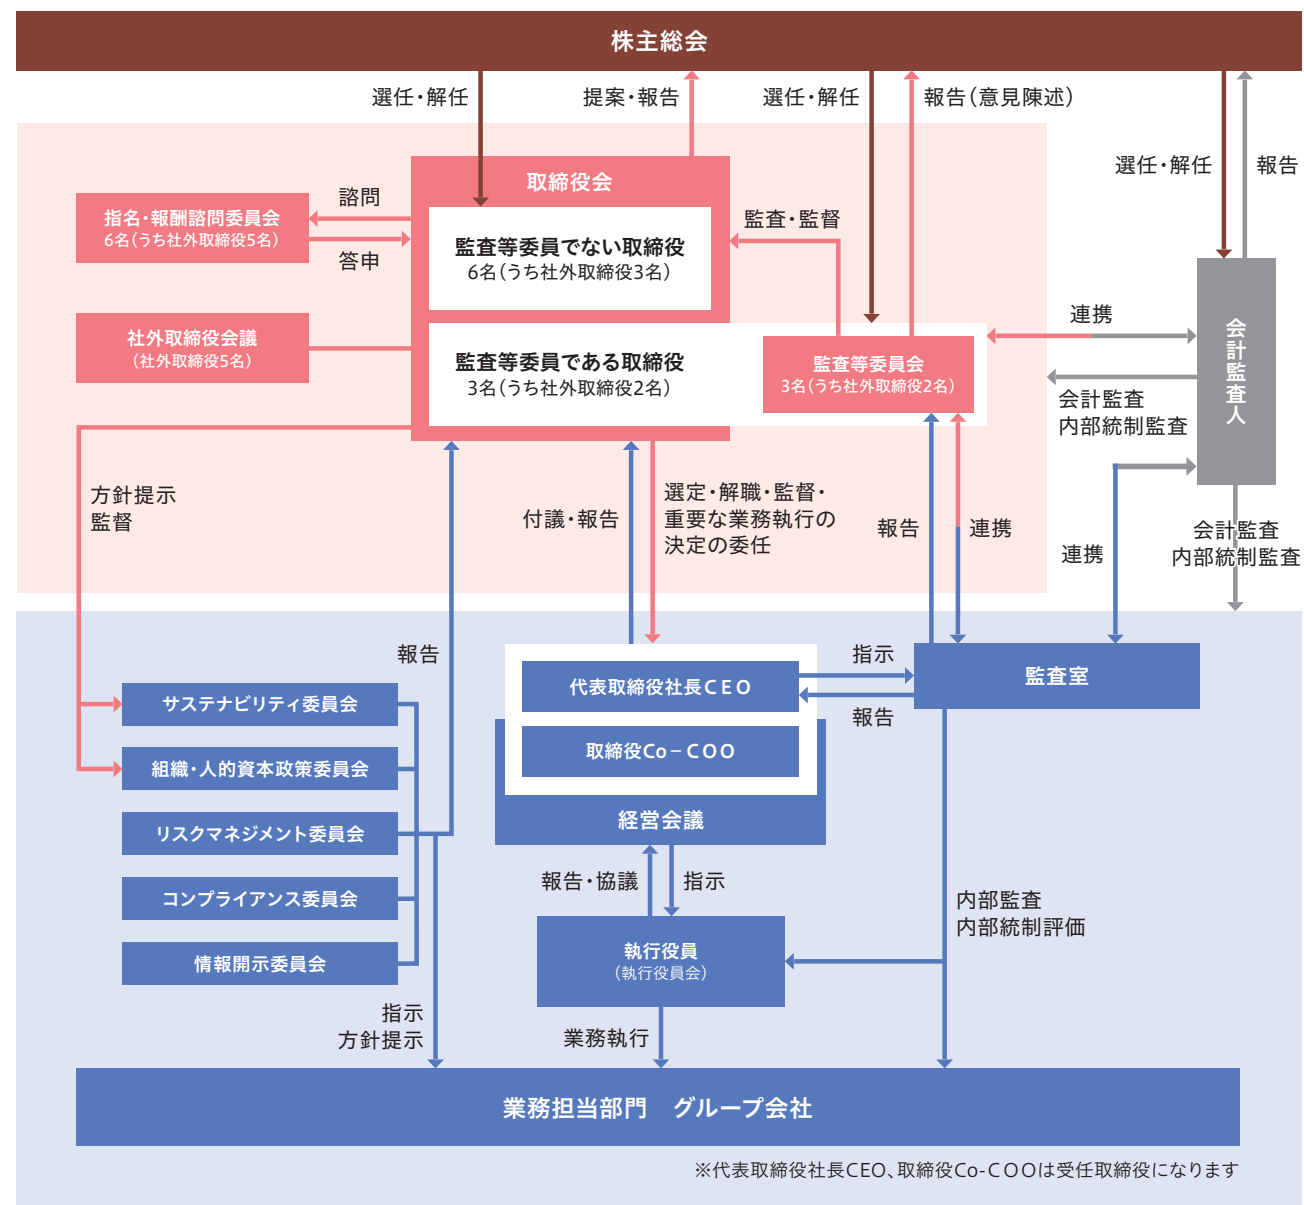 株主総会
選任・解任
提案・報告
選任・解任
報告（意見陳述）
選任・解任
報告
取締役会
諮問
指名・報酬諮問委員会
6名（うち社外取締役5名）
答申
監査等委員でない取締役
6名（うち社外取締役3名）
監査・監督
社外取締役会議
（社外取締役5名）
監査等委員である取締役
3名（うち社外取締役2名）
監査等委員会
3名（うち社外取締役2名）
連携
会計監査人
会計監査
内部統制監査
方針提示
監督
付議・報告
選定・解職・監督・
重要な業務執行の
決定の委任
報告
連携
連携
会計監査
内部統制監査
報告
指示
監査室
代表取締役社長ＣＥＯ
報告
取締役Co－ＣＯＯ
経営会議
サステナビリティ委員会
組織・人的資本政策委員会
リスクマネジメント委員会
コンプライアンス委員会
情報開示委員会
報告・協議
指示
執行役員
（執行役員会）
内部監査
内部統制評価
指示
方針提示
業務執行
業務担当部門　グループ会社
※代表取締役社長CEO、取締役Co-ＣＯＯは受任取締役になります